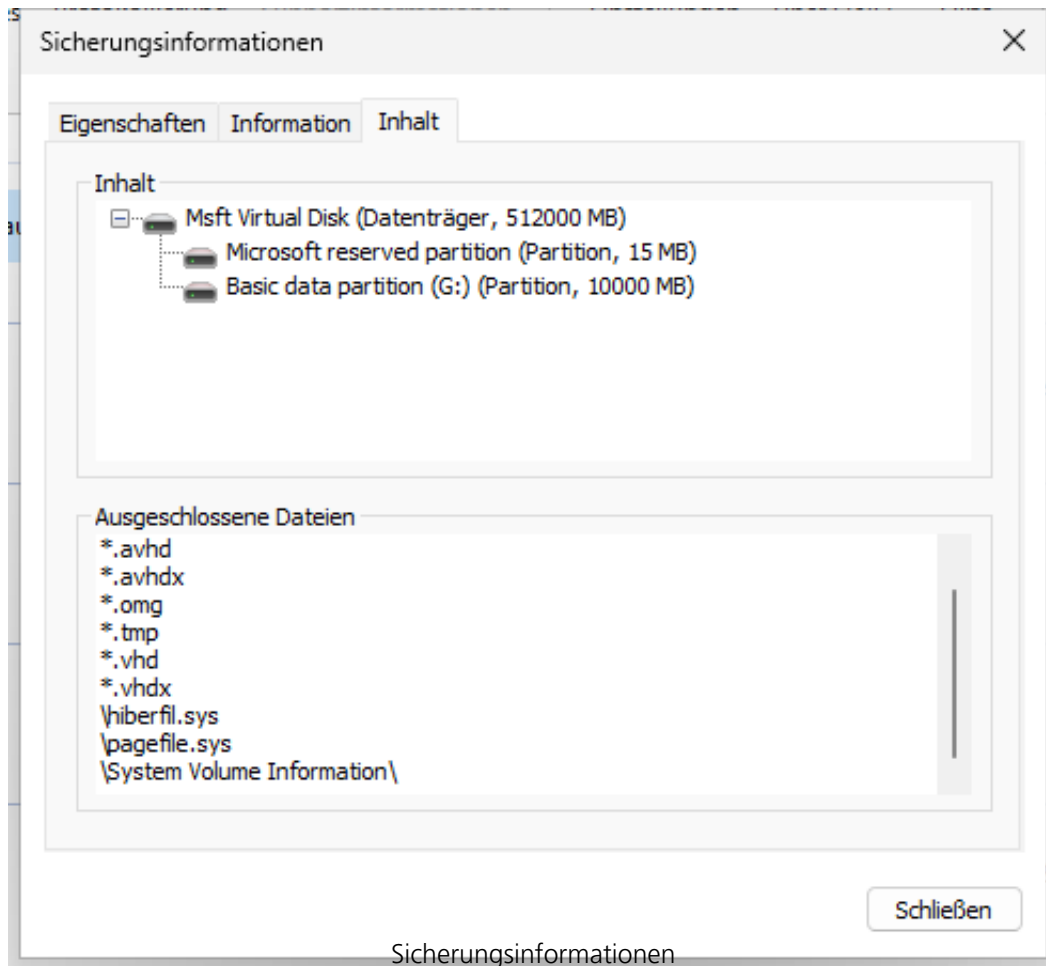 Sicherungsinformationen
Eigenschaften Information Inhalt
Inhalt
Msft Virtual Disk (Datenträger, 512000 MB)
Microsoft reserved partition (Partition, 15 MB)
Basic data partition (G:) (Partition, 10000 MB)
Ausgeschlossene Dateien
*.avhd
*.avhdx
*.omg
*.tmp
*.vhd
*.vhdx
\hiberfil.sys
\pagefile.sys
\System Volume Information\
Schließen
Sicherungsinformationen